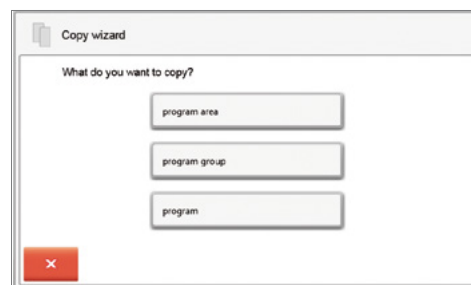 Copy wizard
What do you want to copy?
program area
program group
program